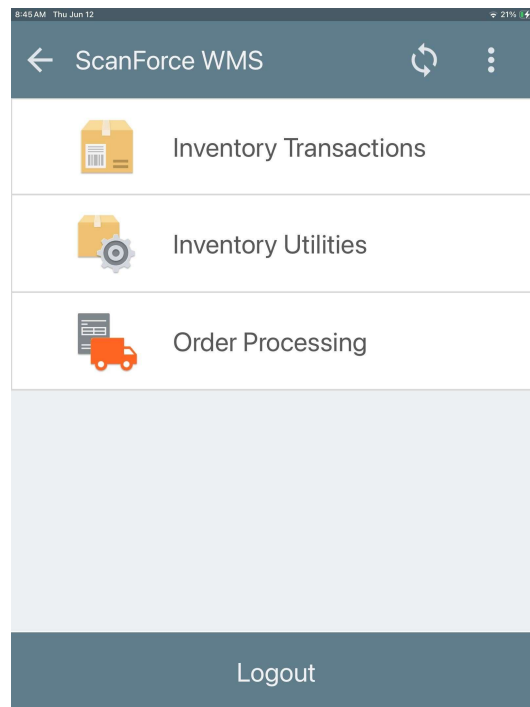 8:45 AM Thu Jun 12
21%
ScanForce WMS
Inventory Transactions
Inventory Utilities
Order Processing
Logout